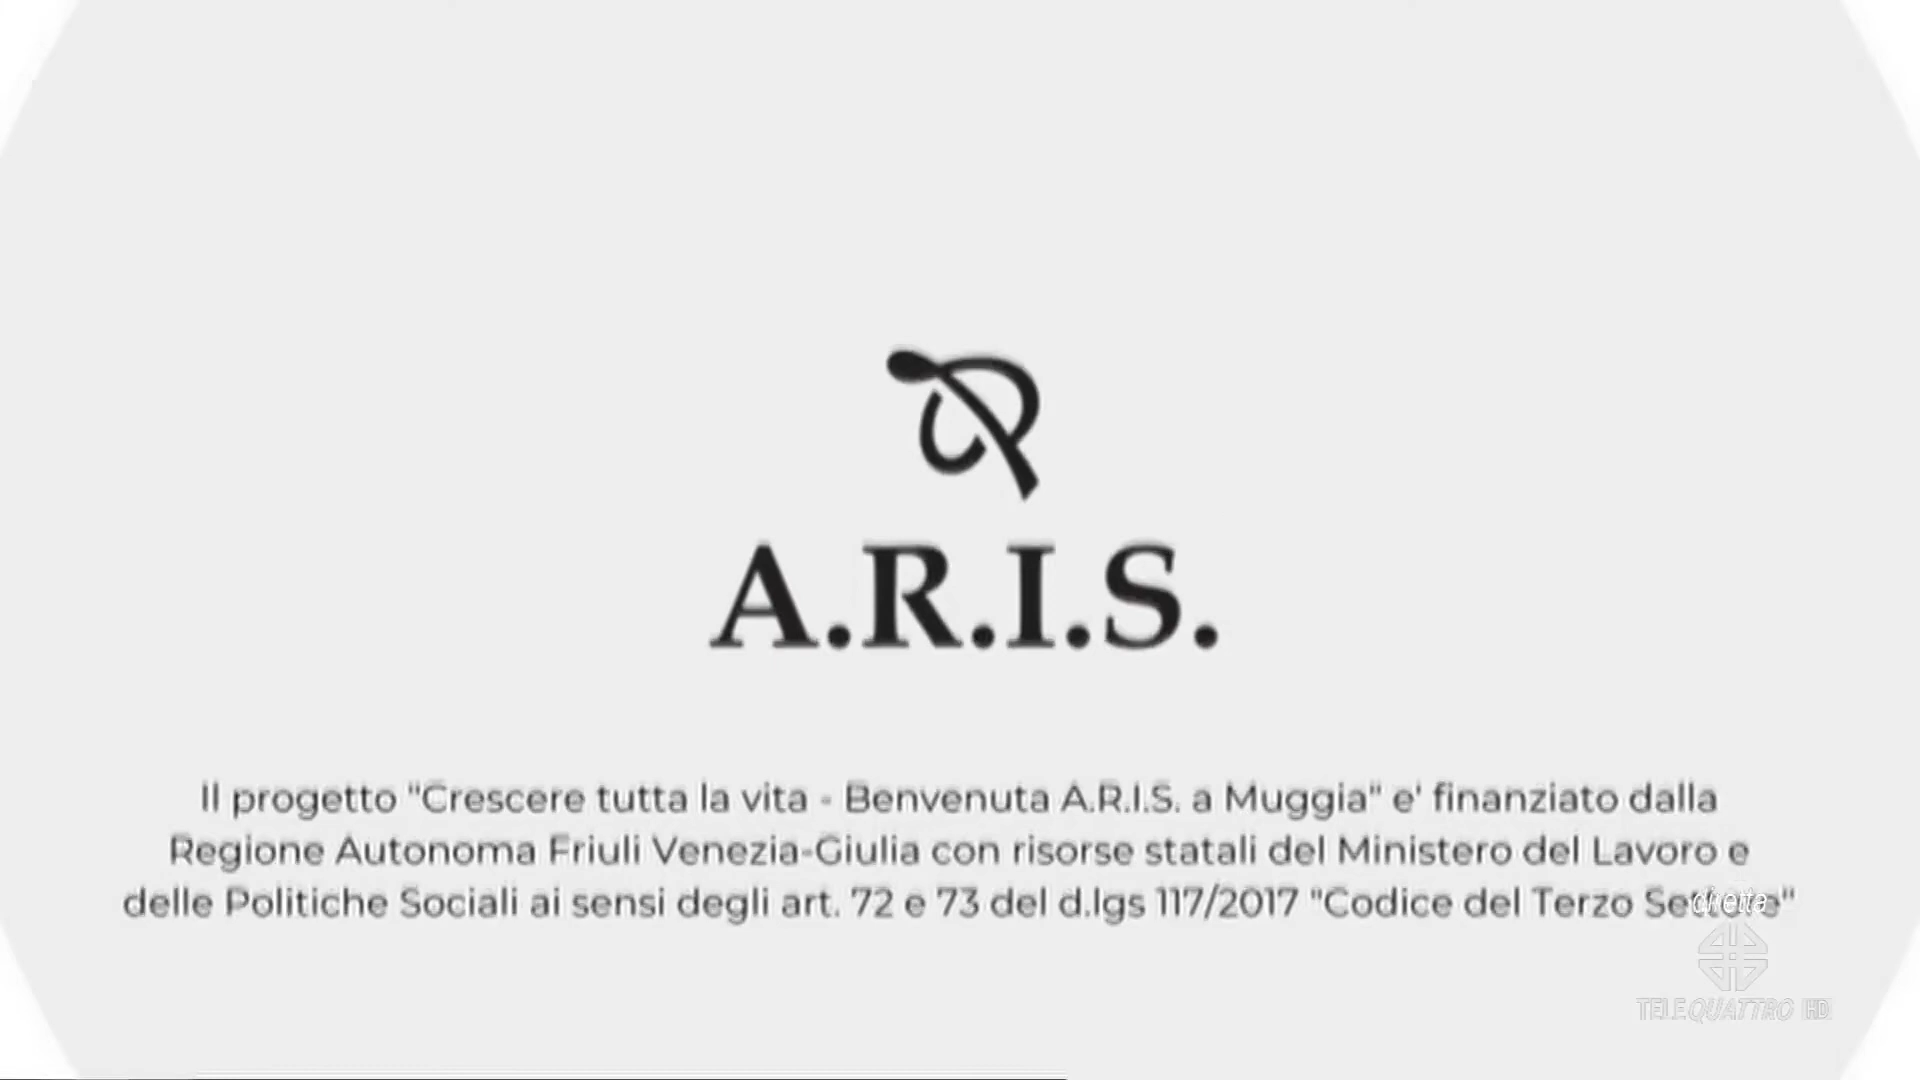 A.R.I.S.
Il progetto "Crescere tutta la vita - Benvenuta A.R.I.S. a Muggia" e' finanziato dalla
Regione Autonoma Friuli Venezia-Giulia con risorse statali del Ministero del Lavoro e
delle Politiche Sociali ai sensi degli art. 72 e 73 del d.lgs 117/2017 "Codice del Terzo Settore"
diretta
TELEQUATTRO HD